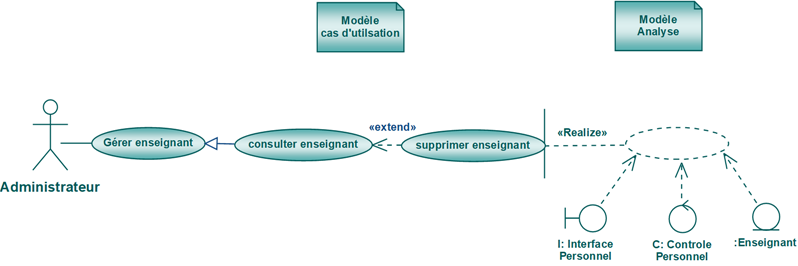 Modèle
cas d'utilsation
Modèle
Analyse
«extend»
«Realize»
Gérer enseignant
consulter enseignant
supprimer enseignant
Administrateur
I: Interface
Personnel
C: Controle
Personnel
:Enseignant